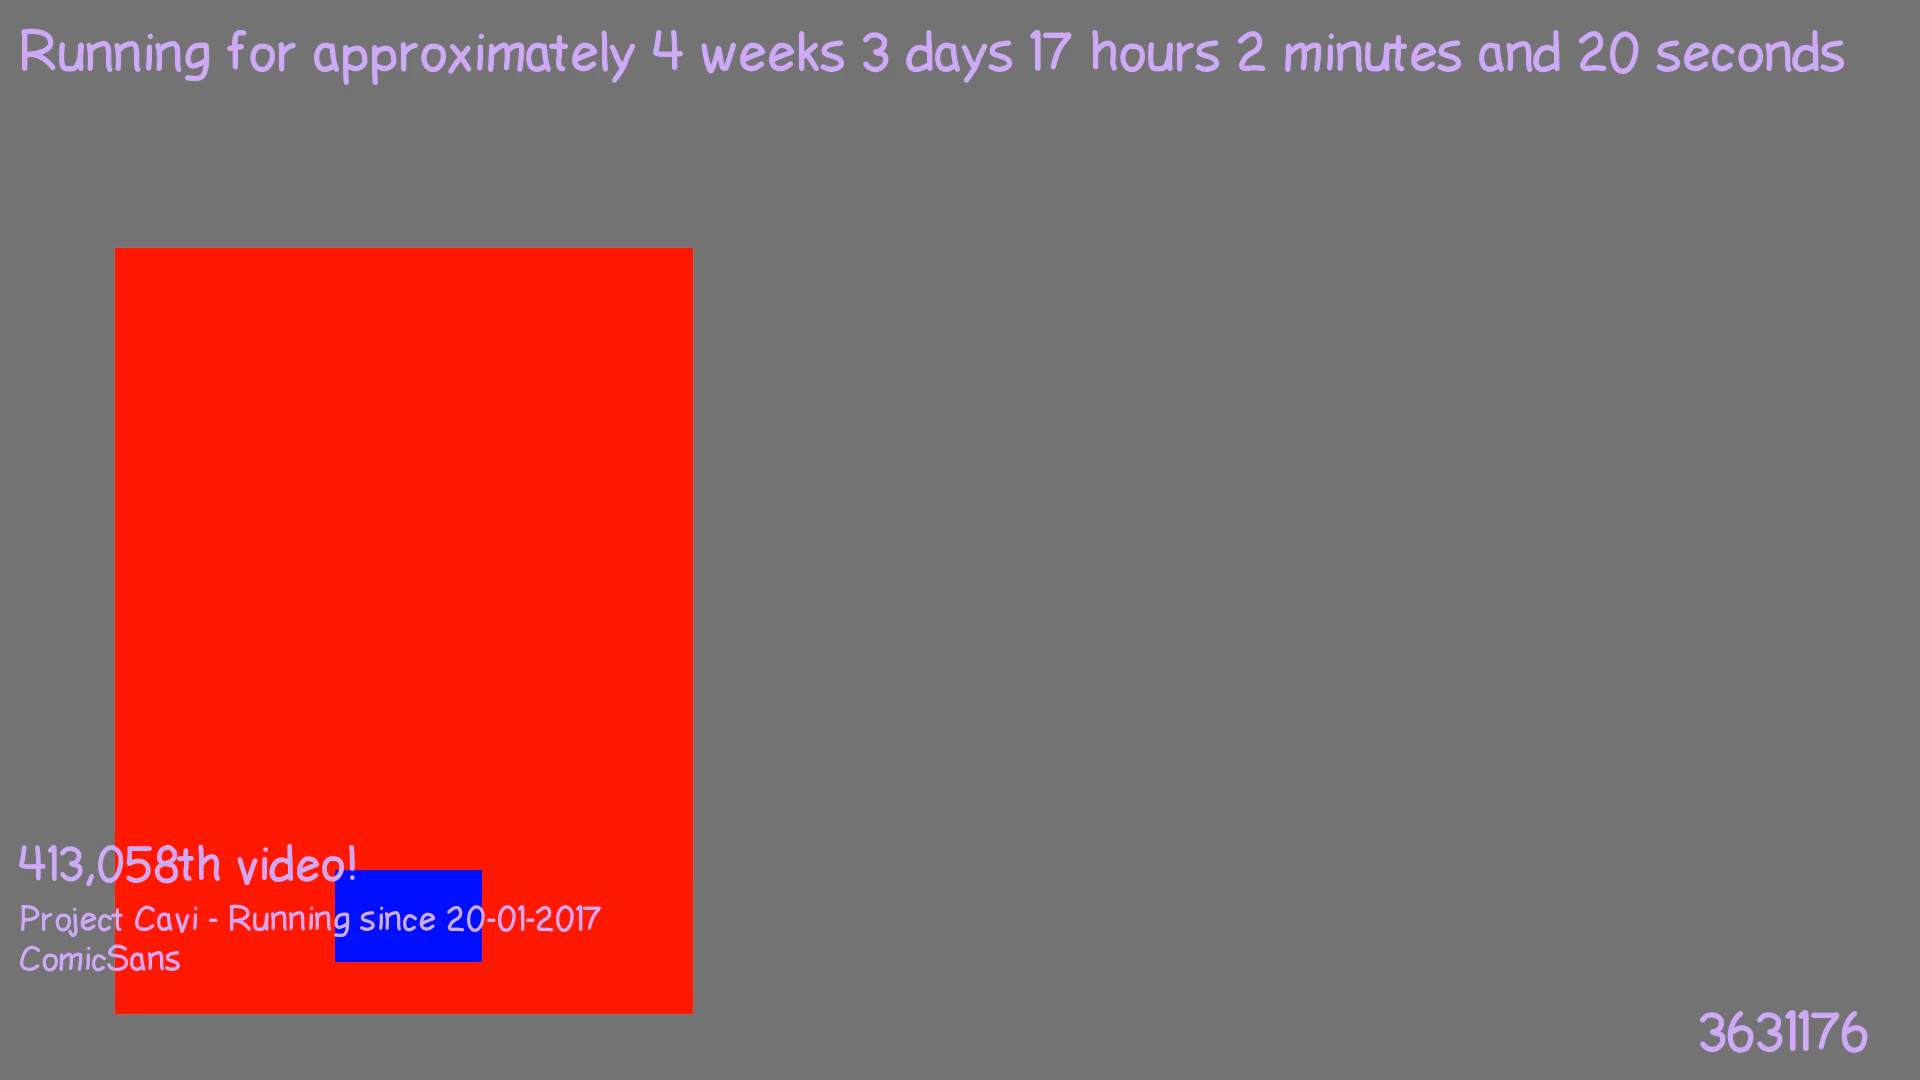 Running for approximately 4 weeks 3 days 17 hours 2 minutes and 20 seconds
413,058th video!
Project Cavi - Running since 20-01-2017
ComicSans
3631176